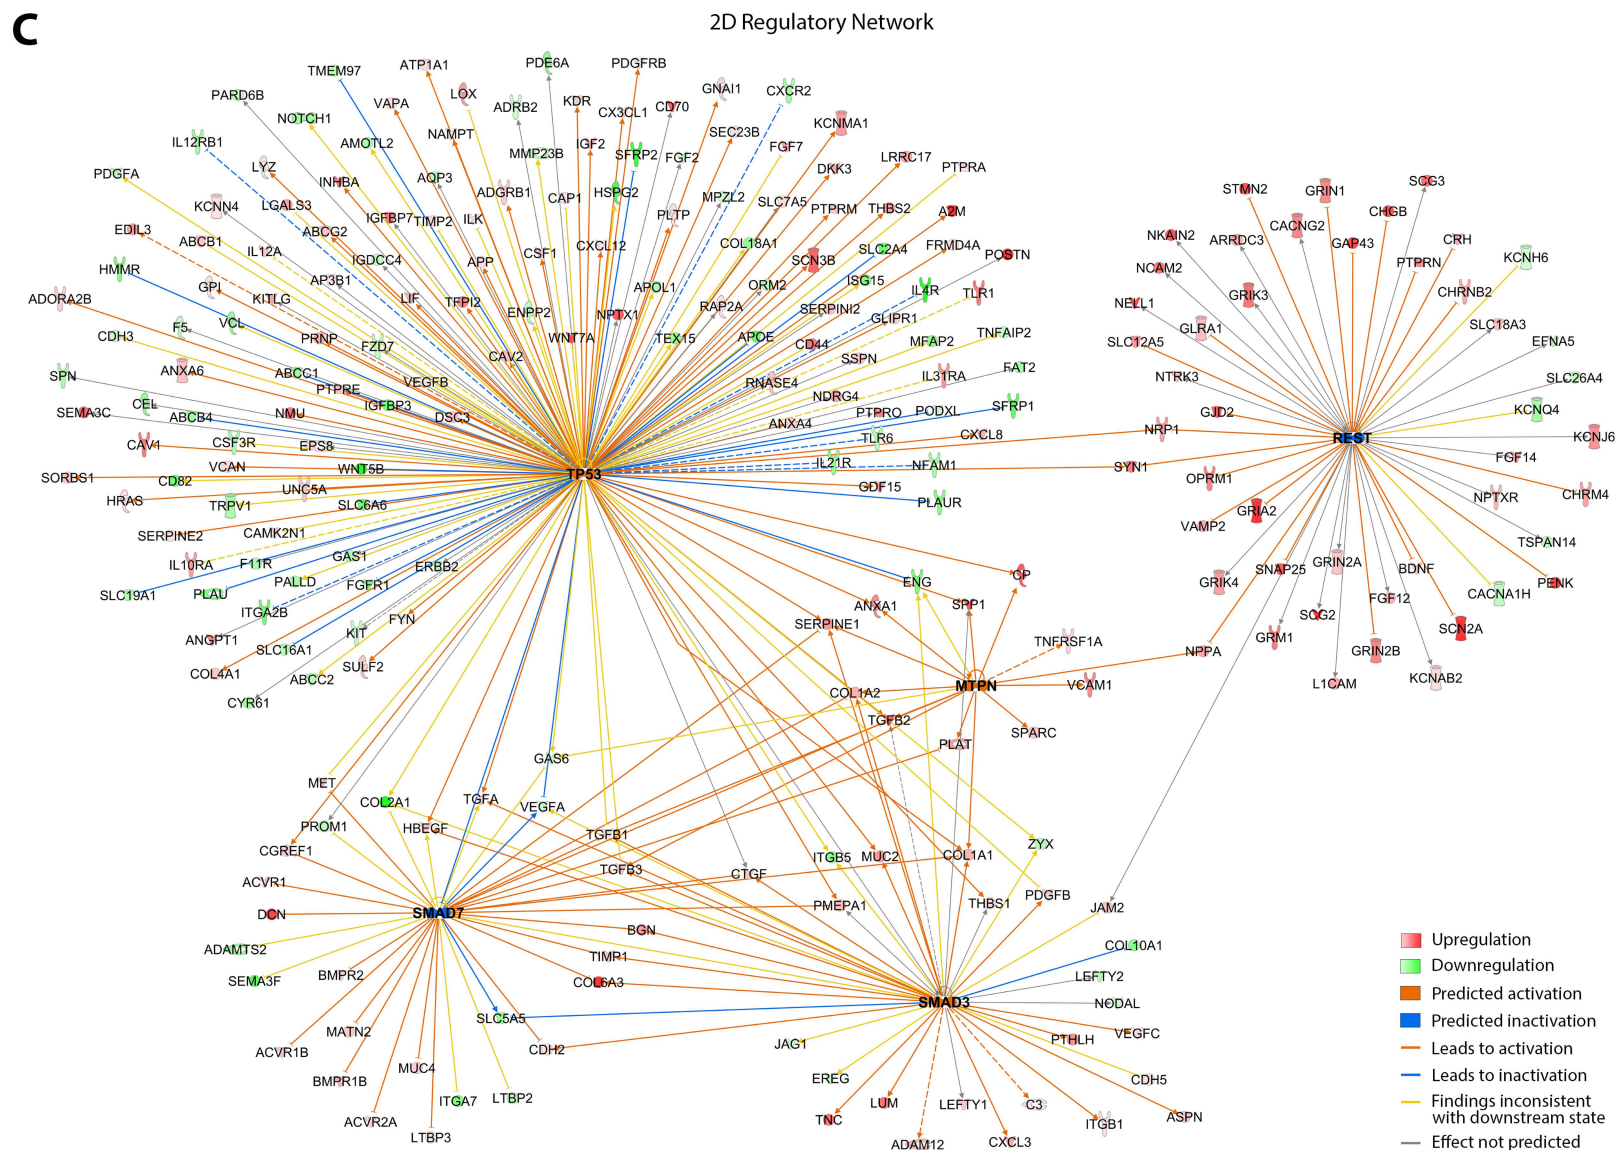 C
2D Regulatory Network
TMEM97
ATP1A1
PDE6A
PDGFRB
PARD6B
VAPA
LOX
ADRB2
KDR
CX3CL1
CD70
GNAI1
CXCR2
NOTCH1
NAMPT
IL12RB1
AMOTL2
MMP23B
IGF2
SFRP2
FGF2
SEC23B
FGF7
KCNMA1
PDGFA
LYZ
INHBA
AQP3
ADGRB1
CAP1
HSPG2
MPZL2
SLC7A5
DKK3
LRRC17
PTPRA
KCNN4
LGALS3
IGFBP7
TIMP2
ILK
PLTP
PTPRM
THBS2
A2M
EDIL3
ABCB1
ABCG2
IL12A
IGDCC4
APP
CSF1
CXCL12
COL18A1
SLC2A4
FRMD4A
POSTN
HMMR
GPI
AP3B1
SCN3B
ISG15
ADORA2B
KITLG
LIF
TFPI2
ENPP2
APOL1
RAP2A
ORM2
SERPINI2
IL4R
TLR1
F5
VCL
NPTX1
GLIPR1
CDH3
PRNP
FZD7
CAV2
WNT7A
TEX15
APOE
CD44
MFAP2
TNFAIP2
SPN
ANXA6
ABCC1
PTPRE
VEGFB
RNASE4
SSPN
IL31RA
FAT2
SEMA3C
CEL
ABCB4
NMU
IGFBP3
DSC3
NDRG4
ANXA4
PTPRO
PODXL
SFRP1
CAV1
CSF3R
EPS8
TLR6
CXCL8
SORBS1
VCAN
WNT5B
TP53
IL21R
NFAM1
CD82
UNC5A
GDF15
HRAS
TRPV1
SLC6A6
PLAUR
SERPINE2
CAMK2N1
IL10RA
F11R
GAS1
ERBB2
SLC19A1
PLAU
PALLD
FGFR1
ITGA2B
ANGPT1
KIT
FYN
SLC16A1
COL4A1
ABCC2
SULF2
CYR61
STMN2
GRIN1
SCG3
CACNG2
CHGB
NKAIN2
ARRDC3
GAP43
CRH
NCAM2
PTPRN
KCNH6
NELL1
GRIK3
CHRNB2
GLRA1
SLC18A3
SLC12A5
EFNA5
NTRK3
SLC26A4
GJD2
KCNQ4
NRP1
REST
KCNJ6
SYN1
FGF14
OPRM1
NPTXR
CHRM4
GRIA2
VAMP2
TSPAN14
SNAP25
GRIN2A
BDNF
GRIK4
PENK
FGF12
CACNA1H
SCG2
GRM1
SCN2A
GRIN2B
L1CAM
KCNAB2
NPPA
ENG
CP
ANXA1
SPP1
SERPINE1
TNFRSF1A
MTPN
VCAM1
COL1A2
TGFB2
SPARC
PLAT
GAS6
MET
COL2A1
TGFA
VEGFA
PROM1
HBEGF
TGFB1
CGREF1
TGFB3
CTGF
ITGB5
MUC2
COL1A1
ZYX
ACVR1
PDGFB
DCN
SMAD7
PMEPA1
THBS1
JAM2
ADAMTS2
BGN
COL10A1
SEMA3F
BMPR2
TIMP1
COL6A3
LEFTY2
SMAD3
NODAL
SLC5A5
MATN2
VEGFC
ACVR1B
CDH2
JAG1
PTHLH
MUC4
BMPR1B
EREG
CDH5
ITGA7
LTBP2
TNC
LUM
LEFTY1
C3
ITGB1
ASPN
ACVR2A
LTBP3
ADAM12
CXCL3
Upregulation
Downregulation
Predicted activation
Predicted inactivation
Leads to activation
Leads to inactivation
Findings inconsistent
with downstream state
Effect not predicted